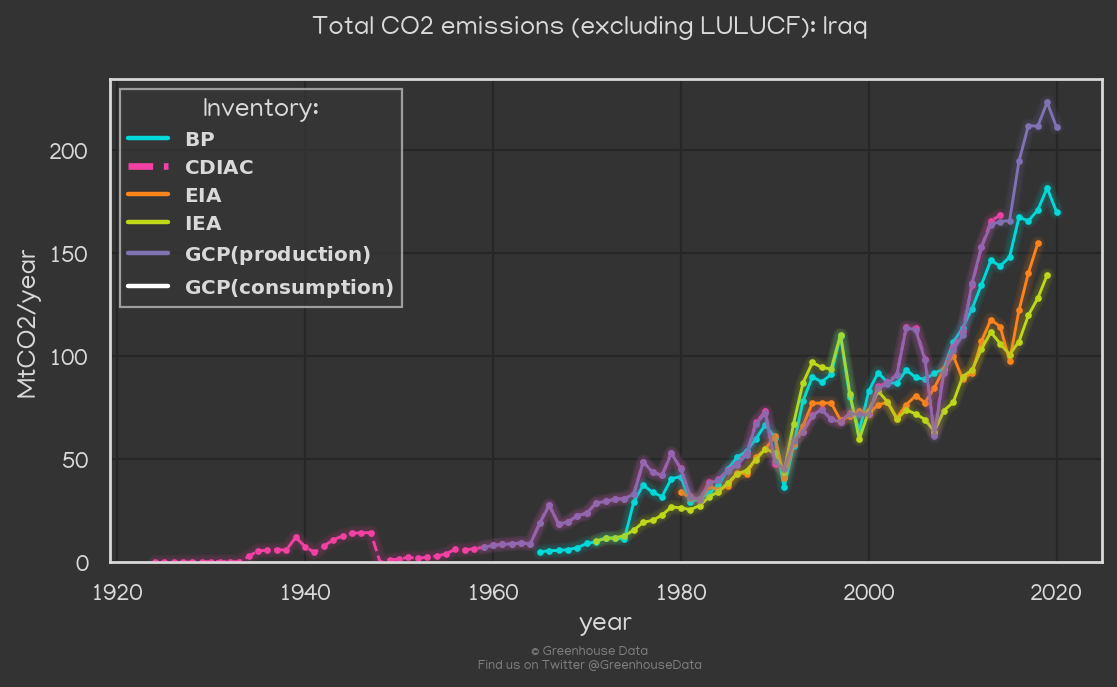 Total CO2 emissions (excluding LULUCF): Iraq
Inventory:
BP
CDIAC
EIA
IEA
GCP(production)
GCP(consumption)
MtCO2/year
200
150
100
50
0
1920 1940 1960 1980 2000 2020
year
© Greenhouse Data
Find us on Twitter @GreenhouseData